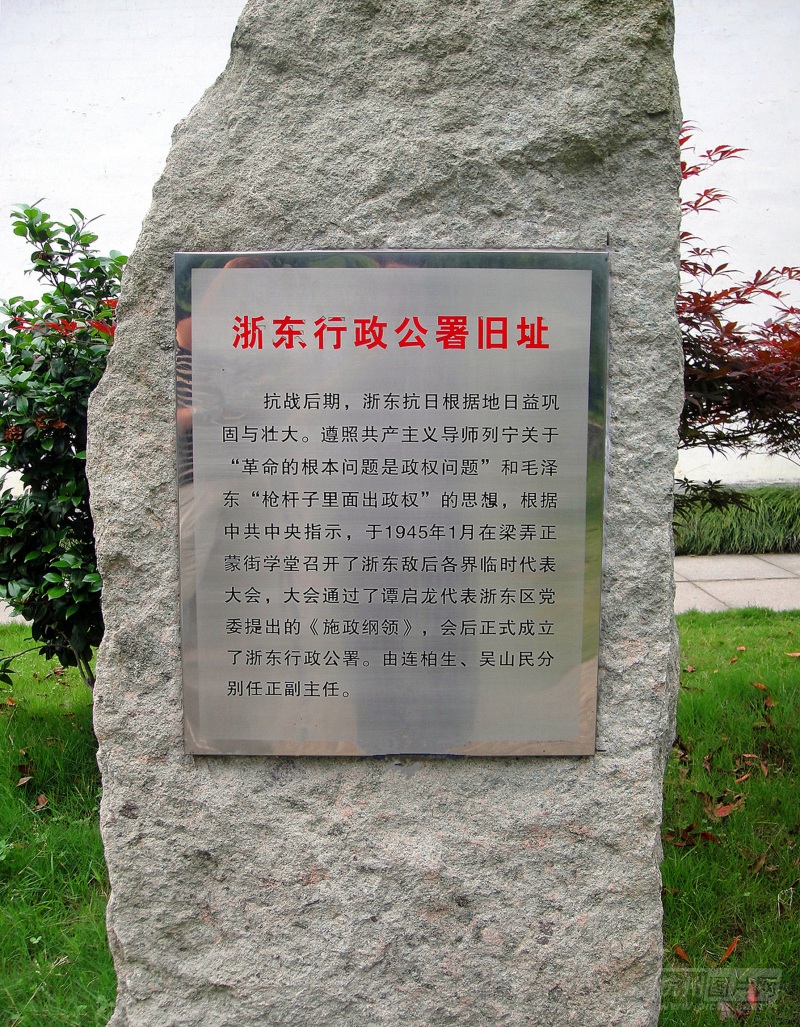 浙东行政公署旧址
抗战后期，浙东抗日根据地日益巩
固与壮大。遵照共产主义导师列宁关于
“革命的根本问题是政权问题”和毛泽
东“枪杆子里面出政权”的思想，根据
中共中央指示，于1945年1月在梁弄正
蒙街学堂召开了浙东敌后各界临时代表
大会，大会通过了谭启龙代表浙东区党
委提出的《施政纲领》，会后正式成立
了浙东行政公署。由连柏生、吴山民分
别任正副主任。